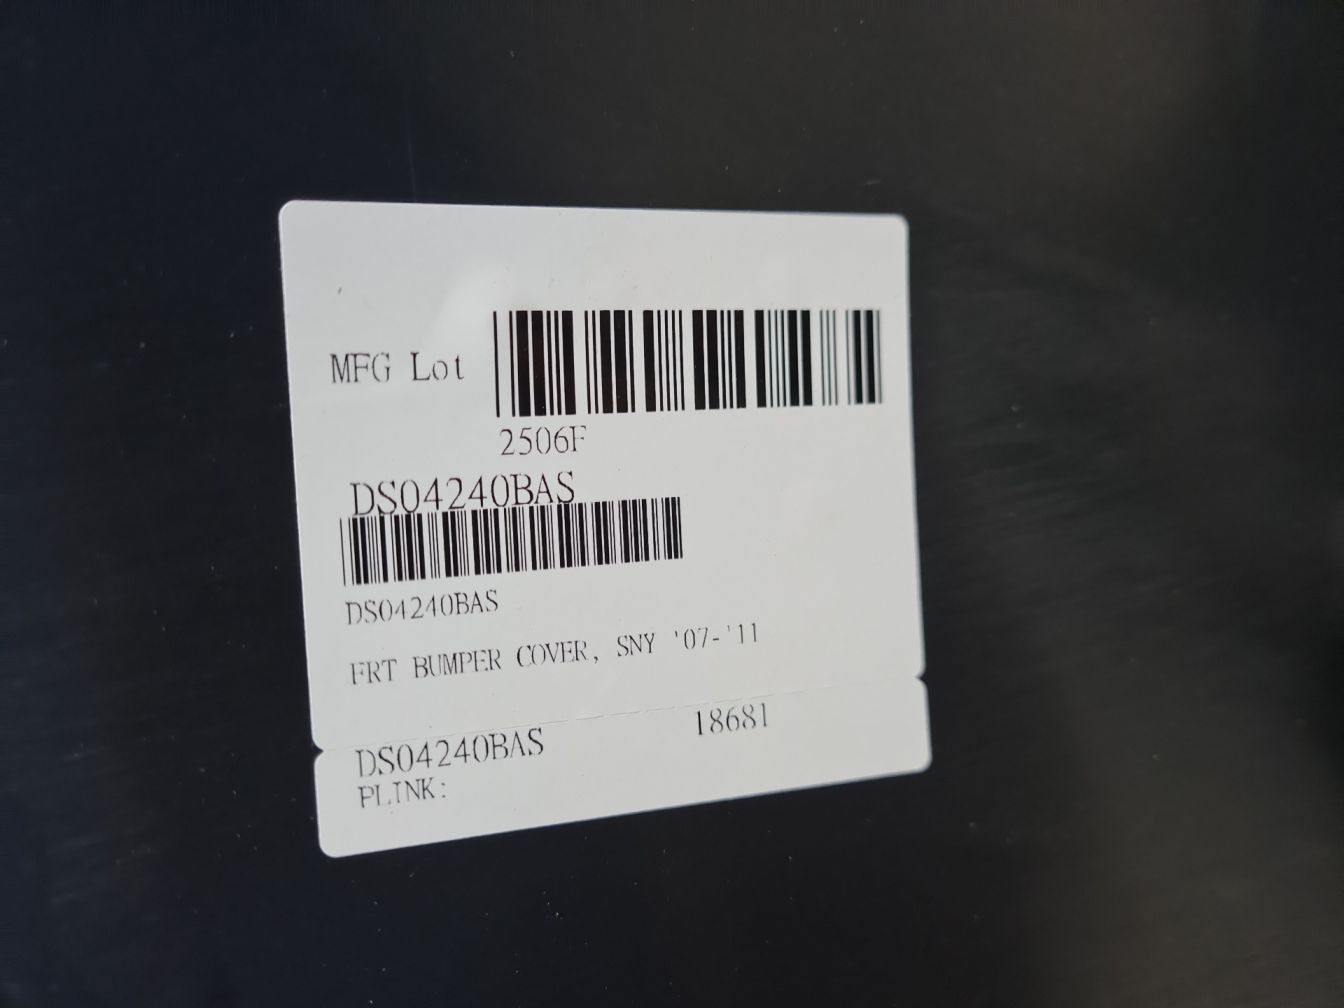 MFG Lot
2506F
DS04240BAS
DS04240BAS
FRT BUMPER COVER, SNY '07-'11
DS04240BAS 18681
PLINK: